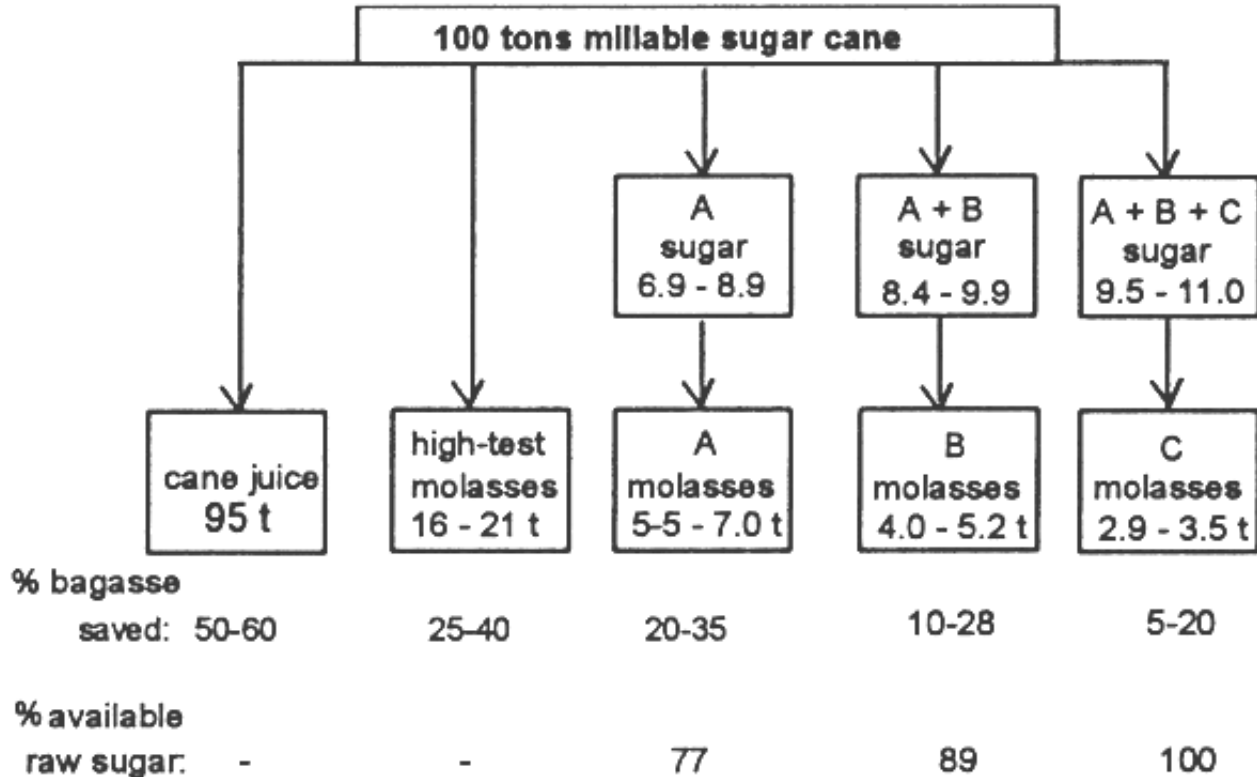 100 tons millable sugar cane
A
sugar
6.9 - 8.9
A + B
sugar
8.4 - 9.9
A + B + C
sugar
9.5 - 11.0
cane juice
95 t
high-test
molasses
16 - 21 t
A
molasses
5-5 - 7.0 t
B
molasses
4.0 - 5.2 t
C
molasses
2.9 - 3.5 t
% bagasse
saved: 50-60 25-40 20-35 10-28 5-20
% available
raw sugar: - - 77 89 100